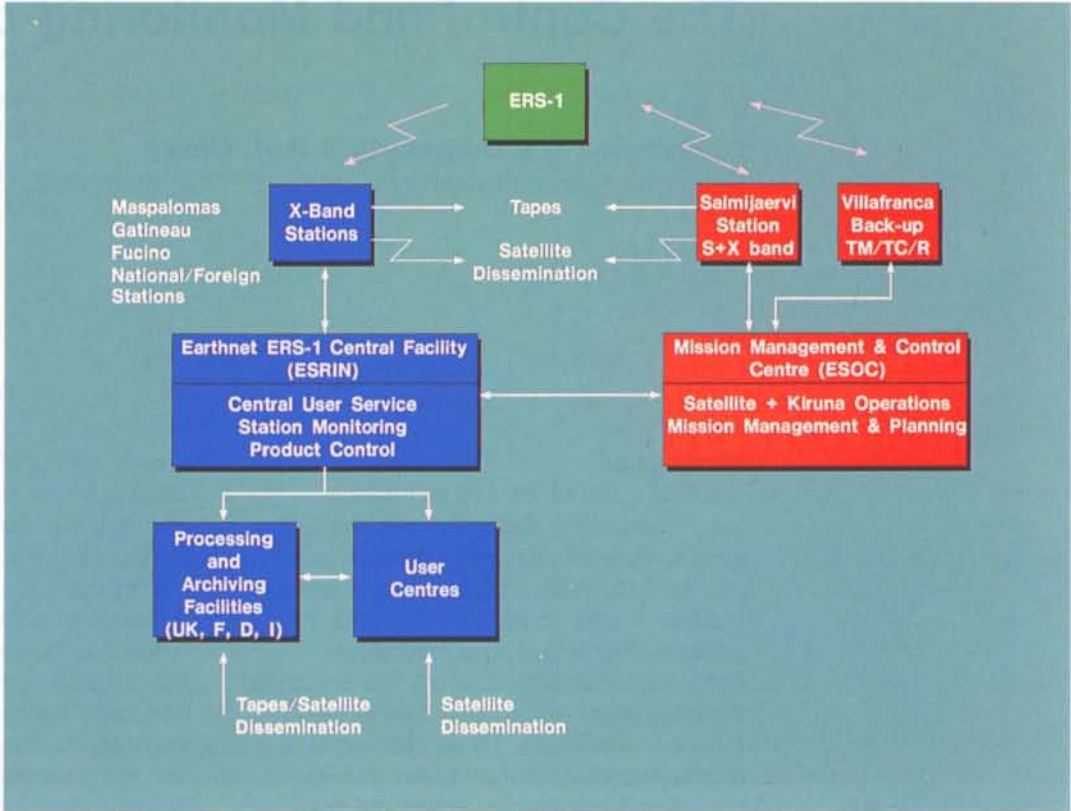 ERS-1
Maspalomas
Gatineau
Fucino
National/Foreign
Stations
X-Band
Stations
Tapes
Satellite
Dissemination
Salmijaervi
Station
S+X band
Villafranca
Back-up
TM/TC/R
Earthnet ERS-1 Central Facility
(ESRIN)
Central User Service
Station Monitoring
Product Control
Mission Management & Control
Centre (ESOC)
Satellite + Kiruna Operations
Mission Management & Planning
Processing
and
Archiving
Facilities
(UK, F, D, I)
User
Centres
Tapes/Satellite
Dissemination
Satellite
Dissemination